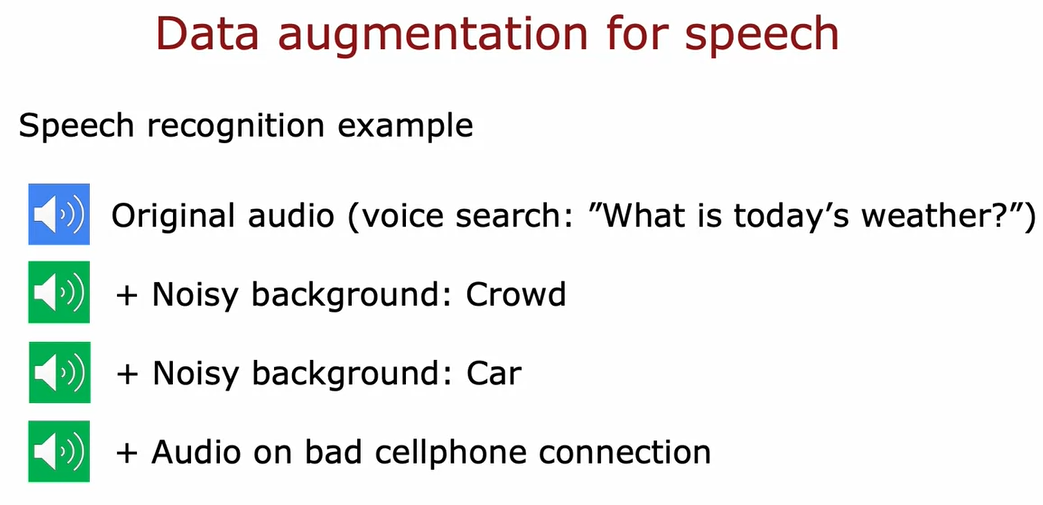 Data augmentation for speech
Speech recognition example
Original audio (voice search: ”What is today’s weather?”)
+ Noisy background: Crowd
+ Noisy background: Car
+ Audio on bad cellphone connection